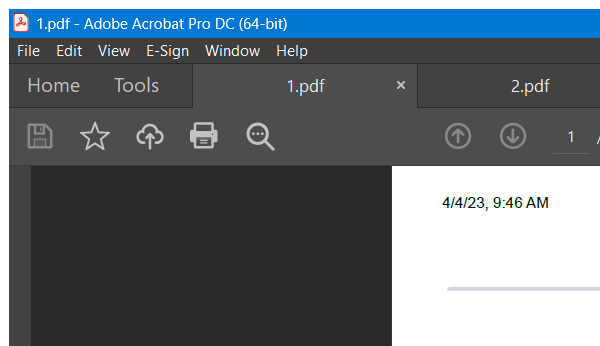 1.pdf - Adobe Acrobat Pro DC (64-bit)
File Edit View E-Sign Window Help
Home Tools 1.pdf × 2.pdf
1 /
4/4/23, 9:46 AM